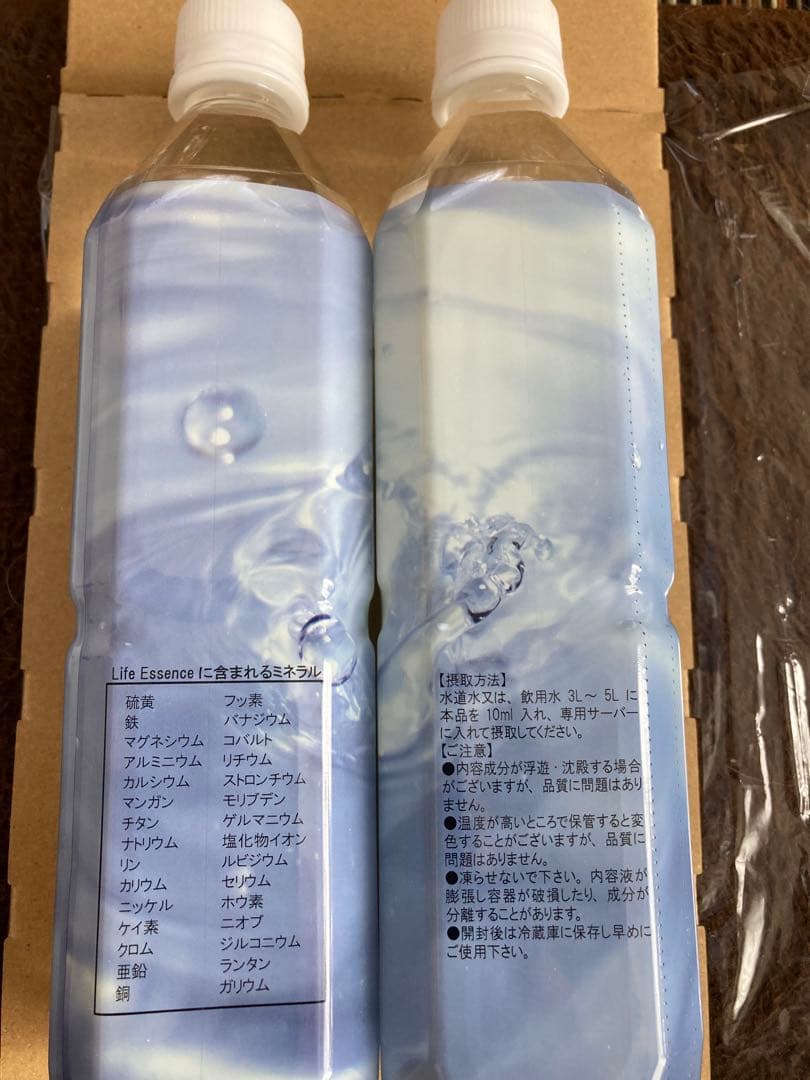 Life Essence に含まれるミネラル
硫黄 フッ素
鉄 バナジウム
マグネシウム コバルト
アルミニウム リチウム
カルシウム ストロンチウム
マンガン モリブデン
チタン ゲルマニウム
ナトリウム 塩化物イオン
リン ルビジウム
カリウム セリウム
ニッケル ホウ素
ケイ素 ニオブ
クロム ジルコニウム
亜鉛 ランタン
銅 ガリウム
【摂取方法】
水道水又は、飲用水 3L～ 5L に
本品を 10ml 入れ、専用サーバー
に入れて摂取してください。
【ご注意】
●内容成分が浮遊・沈殿する場合
がございますが、品質に問題はあり
ません。
●温度が高いところで保管すると変
色することがございますが、品質に
問題はありません。
●凍らせないで下さい。内容液が
膨張し容器が破損したり、成分が
分離することがあります。
●開封後は冷蔵庫に保存し早めに
ご使用下さい。